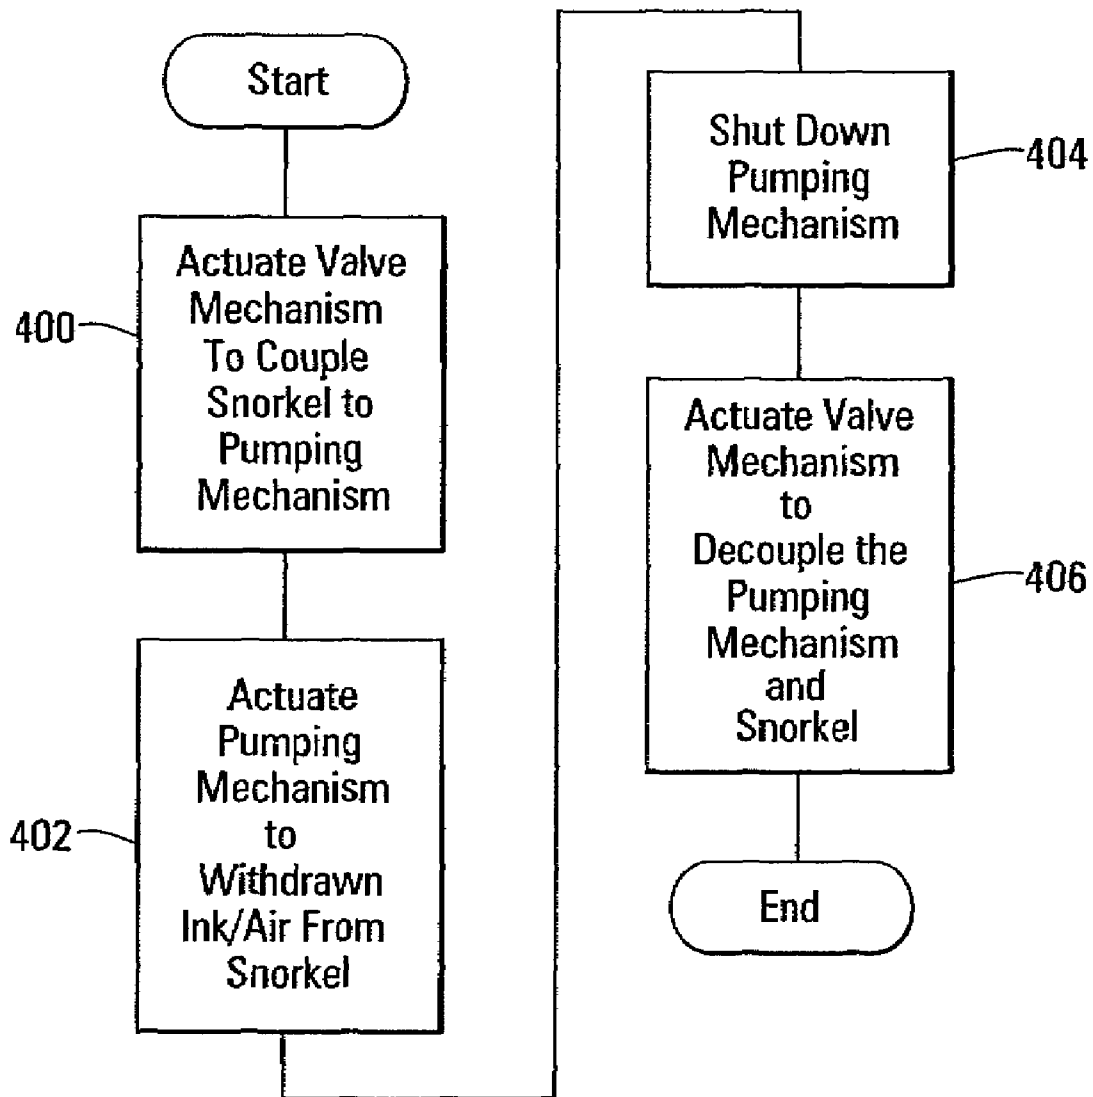 Start
400
Actuate Valve
Mechanism
To Couple
Snorkel to
Pumping
Mechanism
402
Actuate
Pumping
Mechanism
to
Withdrawn
Ink/Air From
Snorkel
Shut Down
Pumping
Mechanism
404
Actuate Valve
Mechanism
to
Decouple the
Pumping
Mechanism
and
Snorkel
406
End